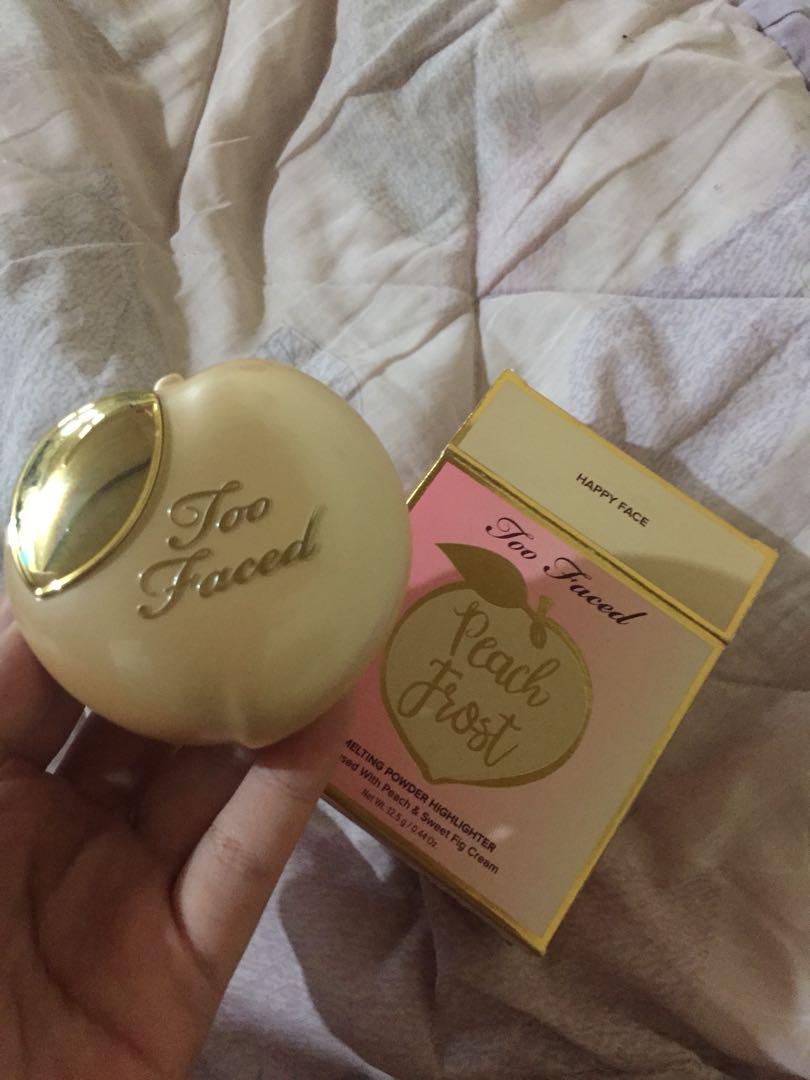 Too
Faced
HAPPY FACE
Too Faced
Peach
Frost
MELTING POWDER HIGHLIGHTER
With Peach & Sweet Fig Cream
Net Wt. 12.5 g / 0.44 Oz.